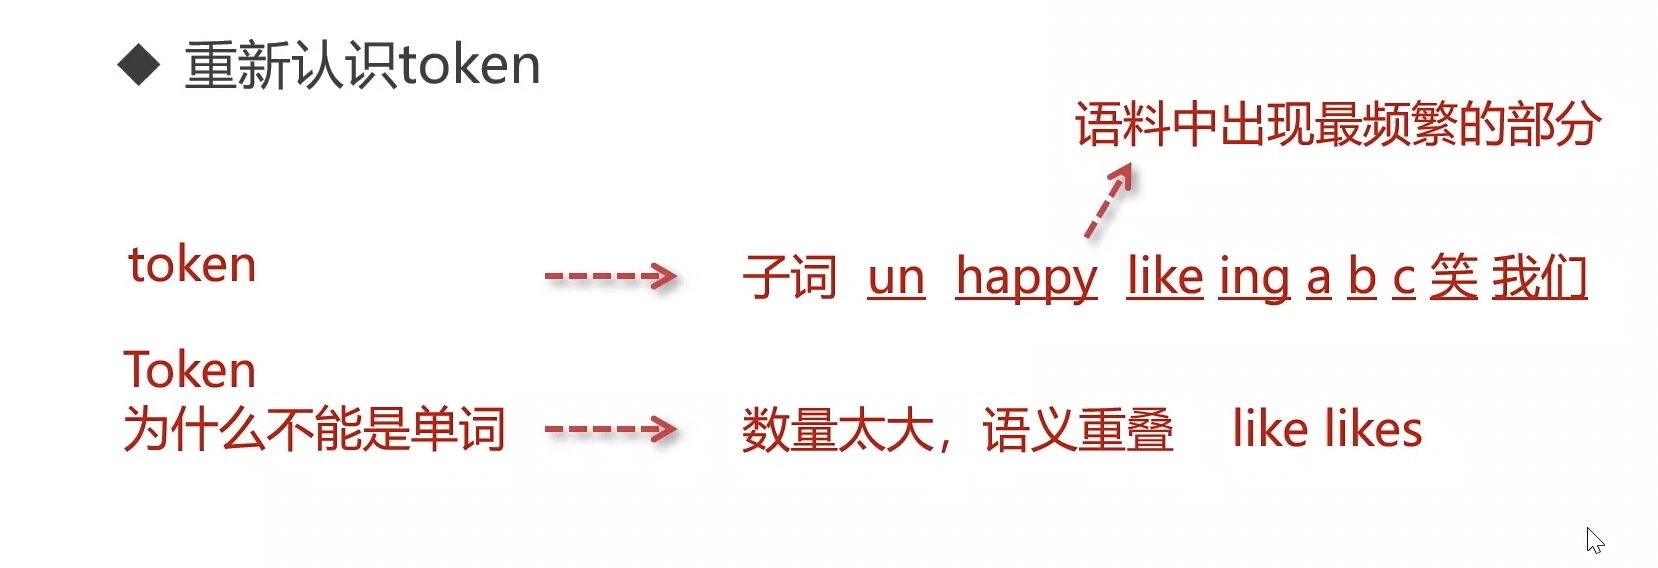 ◆ 重新认识token
语料中出现最频繁的部分
token
子词 un happy like ing a b c 笑 我们
Token
为什么不能是单词
数量太大，语义重叠 like likes